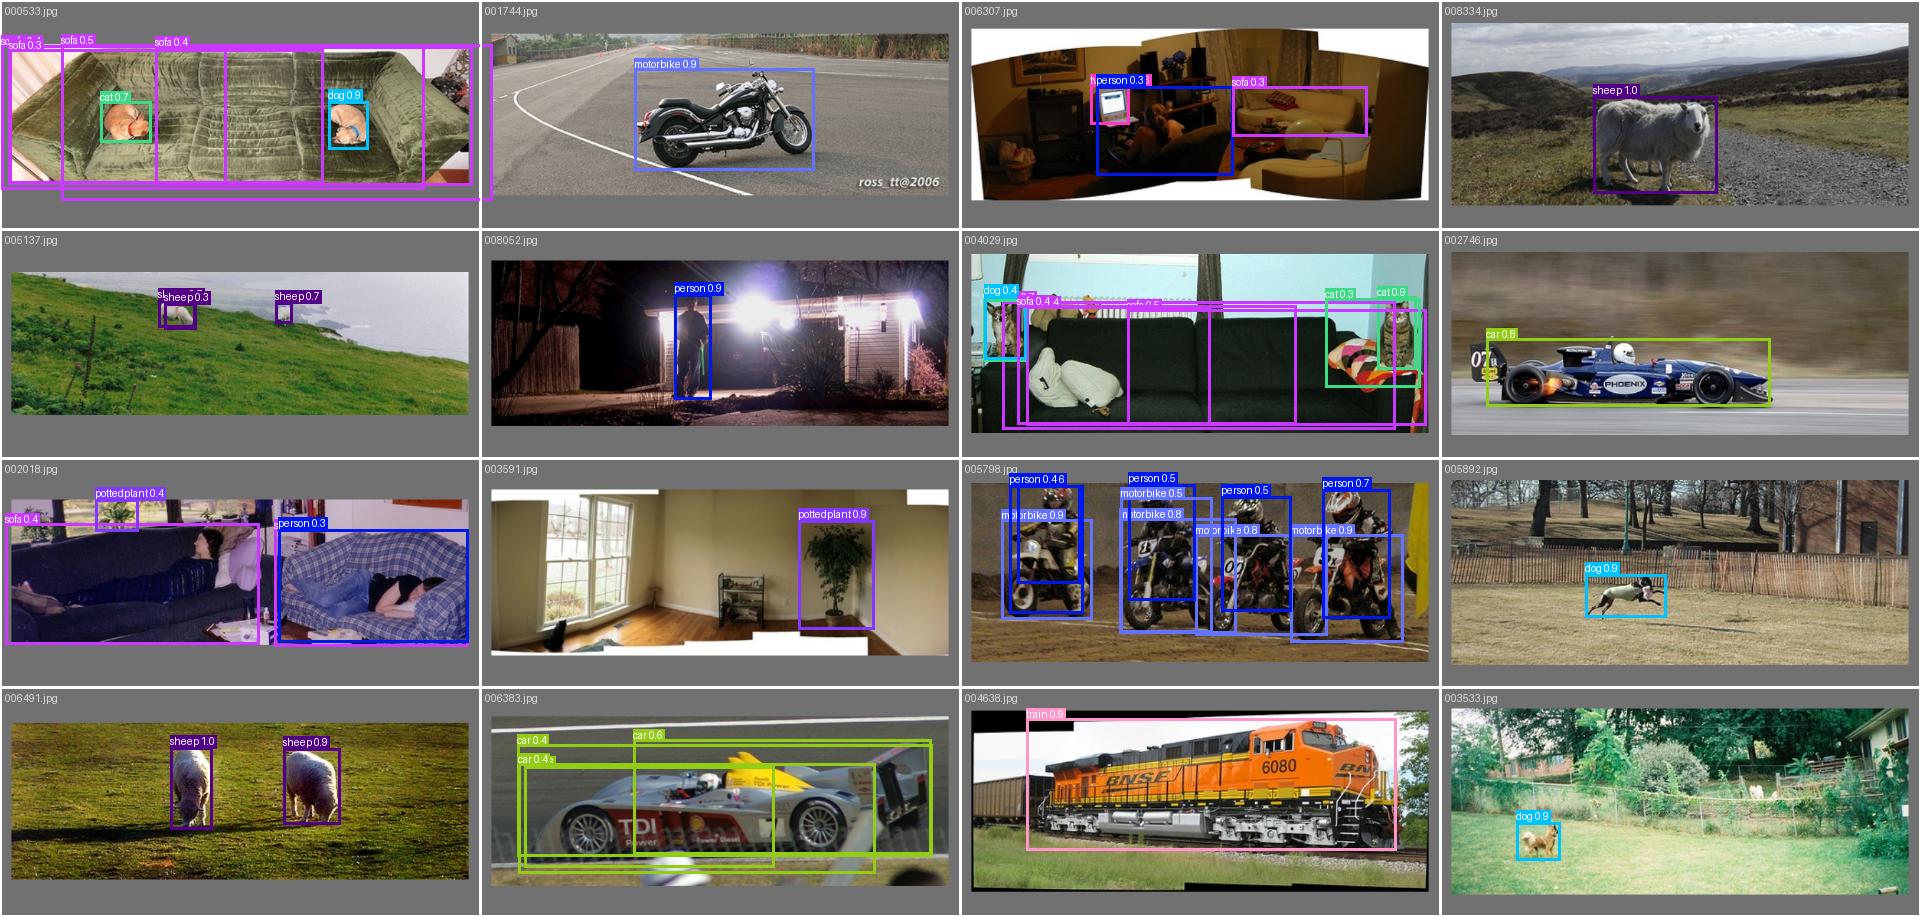 000533.jpg
sofa 0.3
sofa 0.5
sofa 0.4
cat 0.7
dog 0.9
001744.jpg
motorbike 0.9
ross_tt@2006
006307.jpg
person 0.3
sofa 0.3
008334.jpg
sheep 1.0
005137.jpg
sheep 0.3
sheep 0.7
008052.jpg
person 0.9
004029.jpg
dog 0.4
sofa 0.4
cat 0.3
cat 0.9
002746.jpg
car 0.8
07
PHOENIX
002018.jpg
pottedplant 0.4
sofa 0.4
person 0.3
003591.jpg
pottedplant 0.9
005798.jpg
person 0.4
person 0.5
person 0.5
person 0.7
motorbike 0.5
motorbike 0.9
motorbike 0.8
motorbike 0.8
motorbike 0.9
005892.jpg
dog 0.9
006491.jpg
sheep 1.0
sheep 0.9
006383.jpg
car 0.4
car 0.6
car 0.4
TDI
Power
004638.jpg
train 0.9
6080
BNSF
BN
003533.jpg
dog 0.9